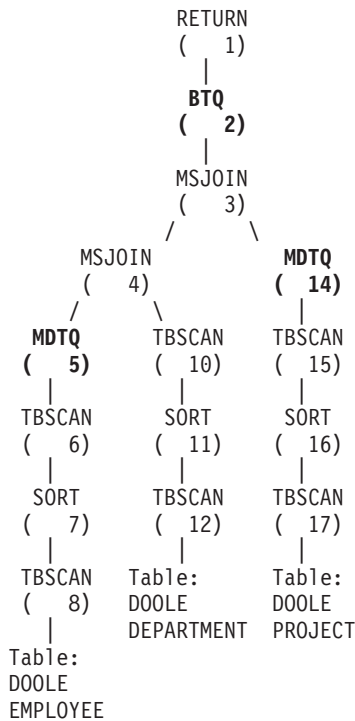 RETURN
( 1)
|
BTQ
( 2)
|
MSJOIN
( 3)
/ \
MSJOIN MDTQ
( 4) ( 14)
/ \ |
MDTQ TBSCAN TBSCAN
( 5) ( 10) ( 15)
| | |
TBSCAN SORT SORT
( 6) ( 11) ( 16)
| | |
SORT TBSCAN TBSCAN
( 7) ( 12) ( 17)
| | |
TBSCAN Table: Table:
( 8) DOOLE DOOLE
| DEPARTMENT PROJECT
Table:
DOOLE
EMPLOYEE